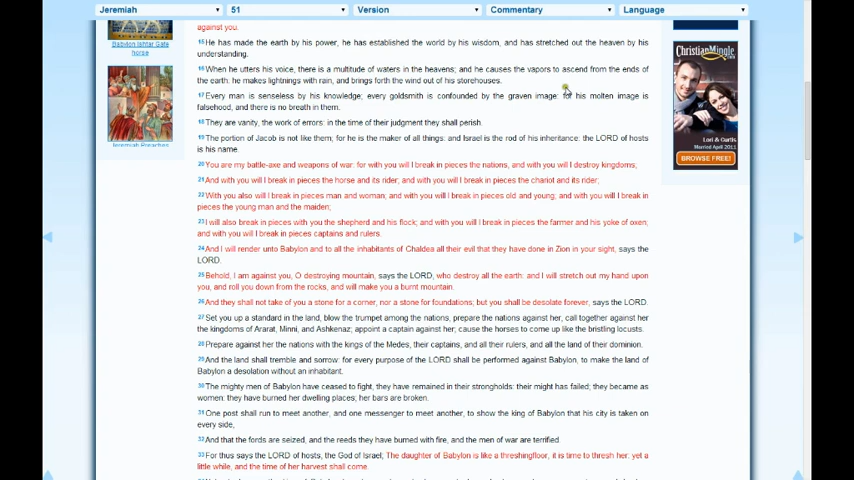 Jeremiah 51 Version Commentary Language
against you.
Babylon Ishtar Gate
horse
Jeremiah Preaches
15 He has made the earth by his power, he has established the world by his wisdom, and has stretched out the heaven by his
understanding.
16 When he utters his voice, there is a multitude of waters in the heavens; and he causes the vapors to ascend from the ends of
the earth: he makes lightnings with rain, and brings forth the wind out of his storehouses.
17 Every man is senseless by his knowledge; every goldsmith is confounded by the graven image: for his molten image is
falsehood, and there is no breath in them.
18 They are vanity, the work of errors: in the time of their judgment they shall perish.
19 The portion of Jacob is not like them; for he is the maker of all things: and Israel is the rod of his inheritance: the LORD of hosts
is his name.
20 You are my battle-axe and weapons of war: for with you will I break in pieces the nations, and with you will I destroy kingdoms;
21 And with you will I break in pieces the horse and its rider; and with you will I break in pieces the chariot and its rider;
22 With you also will I break in pieces man and woman; and with you will I break in pieces old and young; and with you will I break in
pieces the young man and the maiden;
23 I will also break in pieces with you the shepherd and his flock; and with you will I break in pieces the farmer and his yoke of oxen;
and with you will I break in pieces captains and rulers.
24 And I will render unto Babylon and to all the inhabitants of Chaldea all their evil that they have done in Zion in your sight, says the
LORD.
25 Behold, I am against you, O destroying mountain, says the LORD, who destroy all the earth: and I will stretch out my hand upon
you, and roll you down from the rocks, and will make you a burnt mountain.
26 And they shall not take of you a stone for a corner, nor a stone for foundations; but you shall be desolate forever, says the LORD.
27 Set you up a standard in the land, blow the trumpet among the nations, prepare the nations against her, call together against her
the kingdoms of Ararat, Minni, and Ashkenaz; appoint a captain against her; cause the horses to come up like the bristling locusts.
28 Prepare against her the nations with the kings of the Medes, their captains, and all their rulers, and all the land of their dominion.
29 And the land shall tremble and sorrow: for every purpose of the LORD shall be performed against Babylon, to make the land of
Babylon a desolation without an inhabitant.
30 The mighty men of Babylon have ceased to fight, they have remained in their strongholds: their might has failed; they became as
women: they have burned her dwelling places; her bars are broken.
31 One post shall run to meet another, and one messenger to meet another, to show the king of Babylon that his city is taken on
every side,
32 And that the fords are seized, and the reeds they have burned with fire, and the men of war are terrified.
33 For thus says the LORD of hosts, the God of Israel; The daughter of Babylon is like a threshingfloor, it is time to thresh her: yet a
little while, and the time of her harvest shall come.
ChristianMingle.com
Lori & Curtis
Married April 2011
BROWSE FREE!